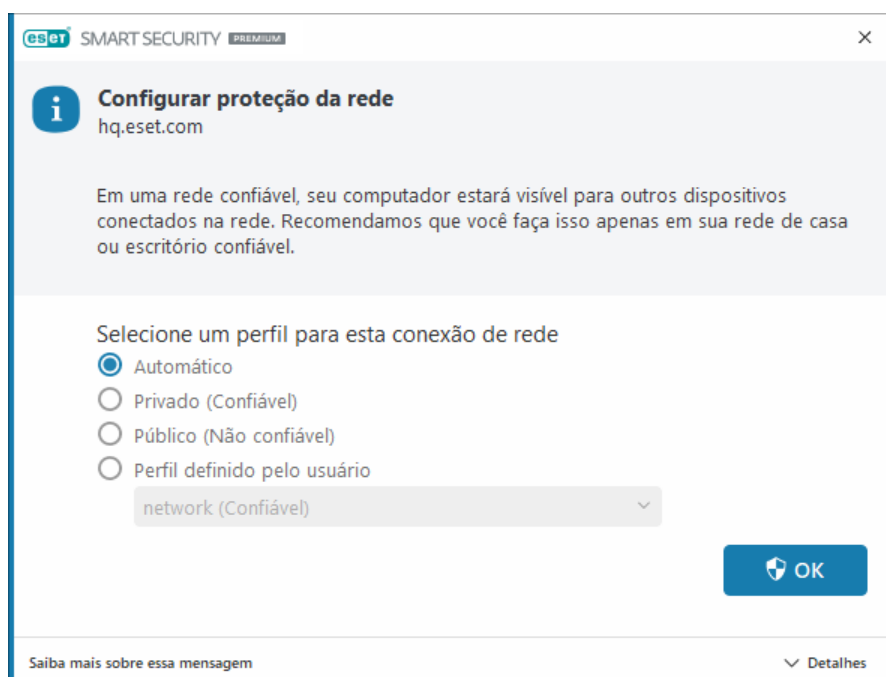 eset SMART SECURITY PREMIUM
Configurar proteção da rede
hq.eset.com
Em uma rede confiável, seu computador estará visível para outros dispositivos
conectados na rede. Recomendamos que você faça isso apenas em sua rede de casa
ou escritório confiável.
Selecione um perfil para esta conexão de rede
Automático
Privado (Confiável)
Público (Não confiável)
Perfil definido pelo usuário
network (Confiável)
OK
Saiba mais sobre essa mensagem
Detalhes